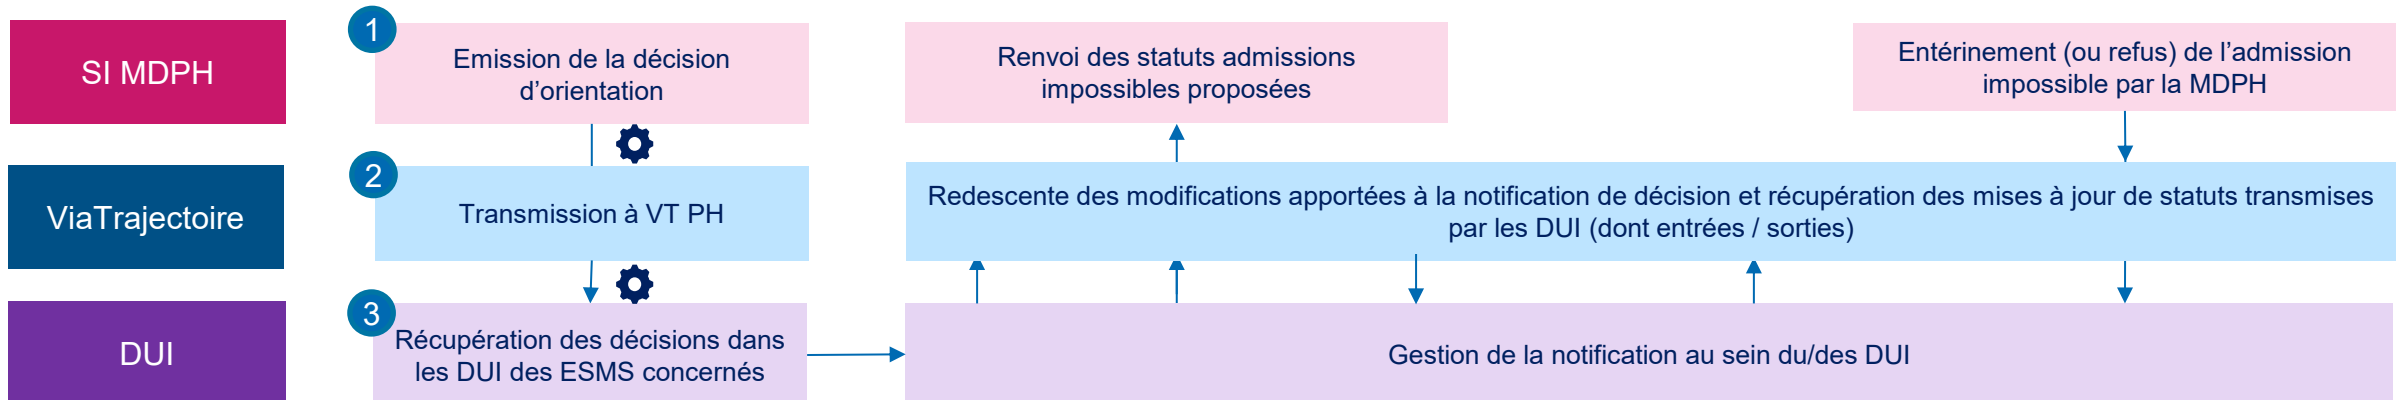 SI MDPH
1
Emission de la décision
d’orientation
Renvoi des statuts admissions
impossibles proposées
Entérinement (ou refus) de l’admission
impossible par la MDPH
ViaTrajectoire
2
Transmission à VT PH
Redescente des modifications apportées à la notification de décision et récupération des mises à jour de statuts transmises
par les DUI (dont entrées / sorties)
DUI
3
Récupération des décisions dans
les DUI des ESMS concernés
Gestion de la notification au sein du/des DUI